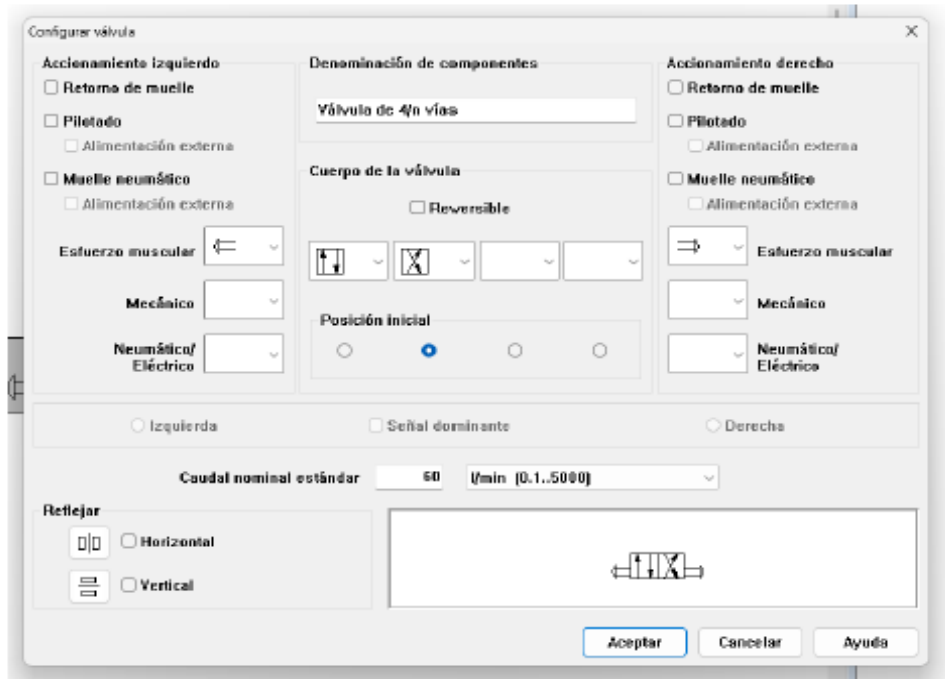 Configurar válvula
Accionamiento izquierdo
Retorno de muelle
Pilotado
Alimentación externa
Muelle neumático
Alimentación externa
Esfuerzo muscular
Mecánico
Neumático/
Eléctrico
Denominación de componentes
Válvula de 4/n vías
Cuerpo de la válvula
Reversible
Posición inicial
Accionamiento derecho
Retorno de muelle
Pilotado
Alimentación externa
Muelle neumático
Alimentación externa
Esfuerzo muscular
Mecánico
Neumático/
Eléctrico
Izquierda
Señal dominante
Derecha
Caudal nominal estándar 60 l/min (0.1..5000)
Reflejar
Horizontal
Vertical
Aceptar
Cancelar
Ayuda